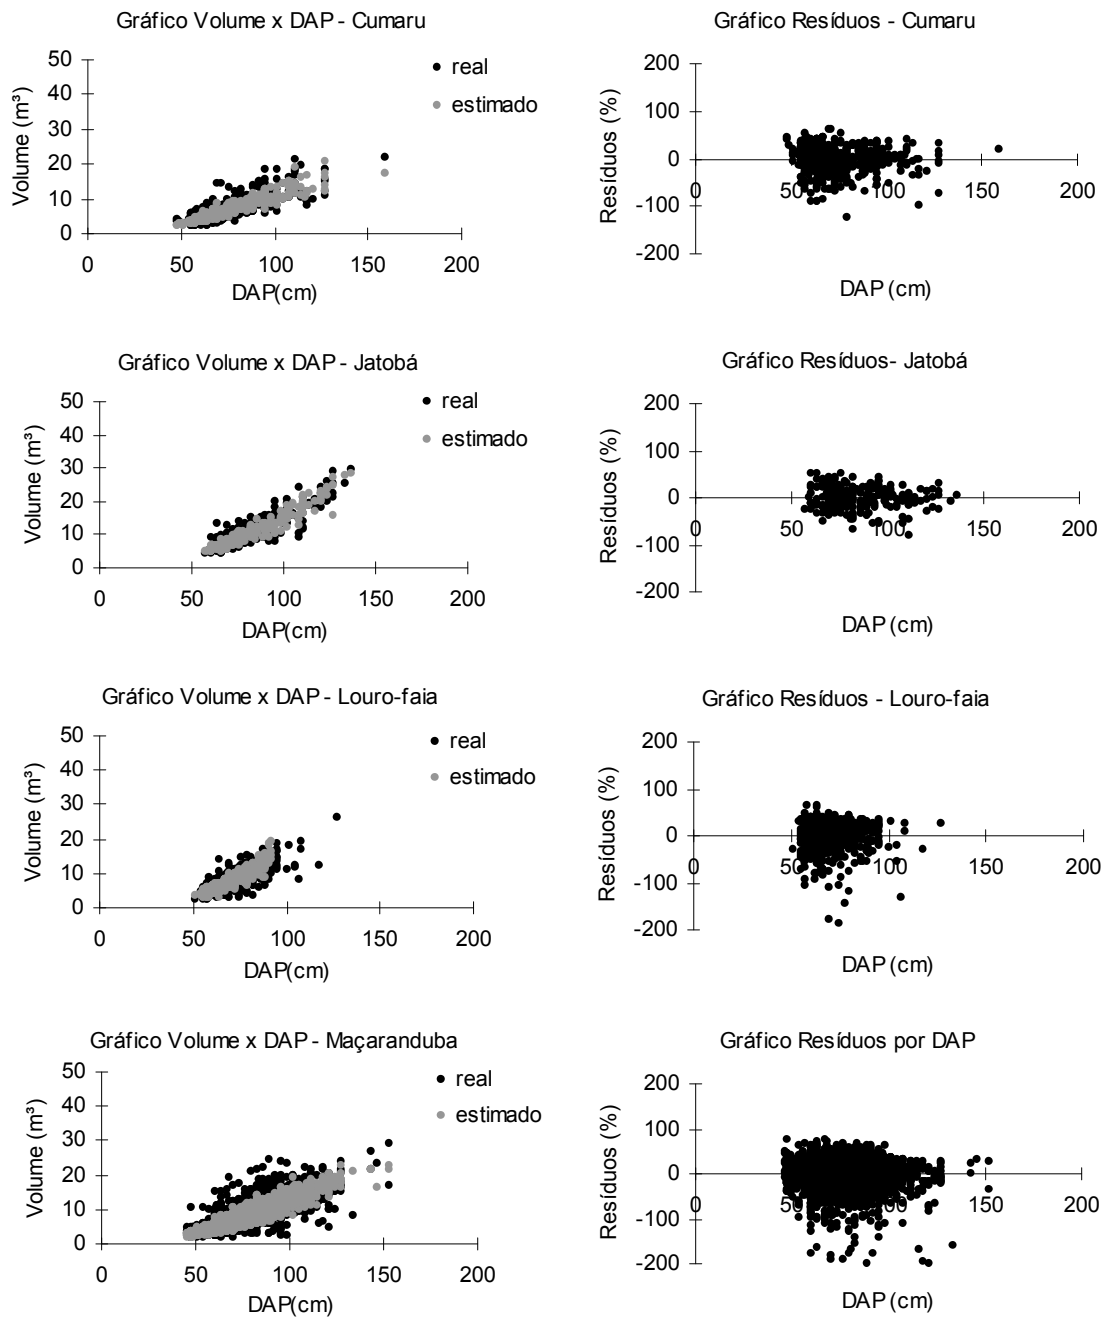 Gráfico Volume x DAP - Cumaru
50
40
30
20
10
0
Volume (m³)
real
estimado
0 50 100 150 200
DAP(cm)
Gráfico Resíduos - Cumaru
200
100
0
-100
-200
Resíduos (%)
0 50 100 150 200
DAP (cm)
Gráfico Volume x DAP - Jatobá
50
40
30
20
10
0
Volume (m³)
real
estimado
0 50 100 150 200
DAP(cm)
Gráfico Resíduos- Jatobá
200
100
0
-100
-200
Resíduos (%)
0 50 100 150 200
DAP (cm)
Gráfico Volume x DAP - Louro-faia
50
40
30
20
10
0
Volume (m³)
real
estimado
0 50 100 150 200
DAP(cm)
Gráfico Resíduos - Louro-faia
200
100
0
-100
-200
Resíduos (%)
0 50 100 150 200
DAP (cm)
Gráfico Volume x DAP - Maçaranduba
50
40
30
20
10
0
Volume (m³)
real
estimado
0 50 100 150 200
DAP(cm)
Gráfico Resíduos por DAP
200
100
0
-100
-200
Resíduos (%)
0 50 100 150 200
DAP (cm)